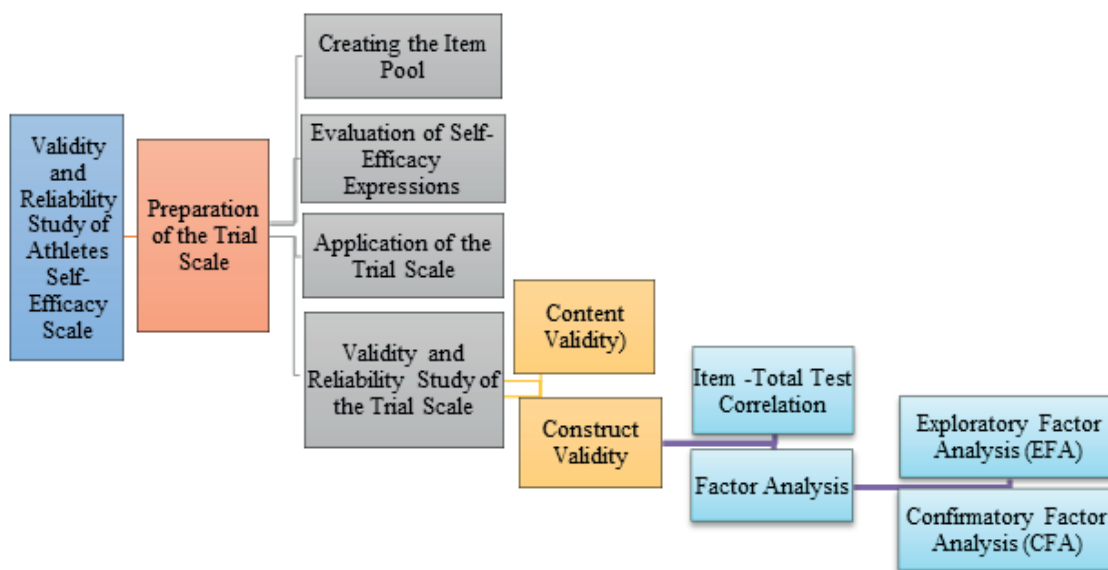 Validity
and
Reliability
Study of
Athletes
Self-
Efficacy
Scale
Preparation
of the Trial
Scale
Creating the Item
Pool
Evaluation of Self-
Efficacy
Expressions
Application of the
Trial Scale
Validity and
Reliability Study of
the Trial Scale
Content
Validity)
Construct
Validity
Item -Total Test
Correlation
Factor Analysis
Exploratory Factor
Analysis (EFA)
Confirmatory Factor
Analysis (CFA)